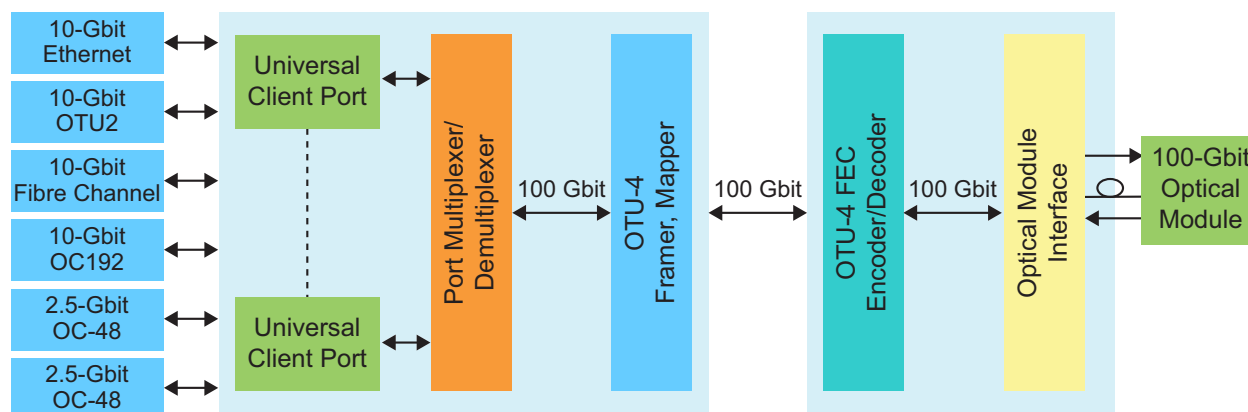 10-Gbit
Ethernet
10-Gbit
OTU2
10-Gbit
Fibre Channel
10-Gbit
OC192
2.5-Gbit
OC-48
2.5-Gbit
OC-48
Universal
Client Port
Universal
Client Port
Port Multiplexer/
Demultiplexer
100 Gbit
OTU-4
Framer, Mapper
100 Gbit
OTU-4 FEC
Encoder/Decoder
100 Gbit
Optical Module
Interface
100-Gbit
Optical
Module